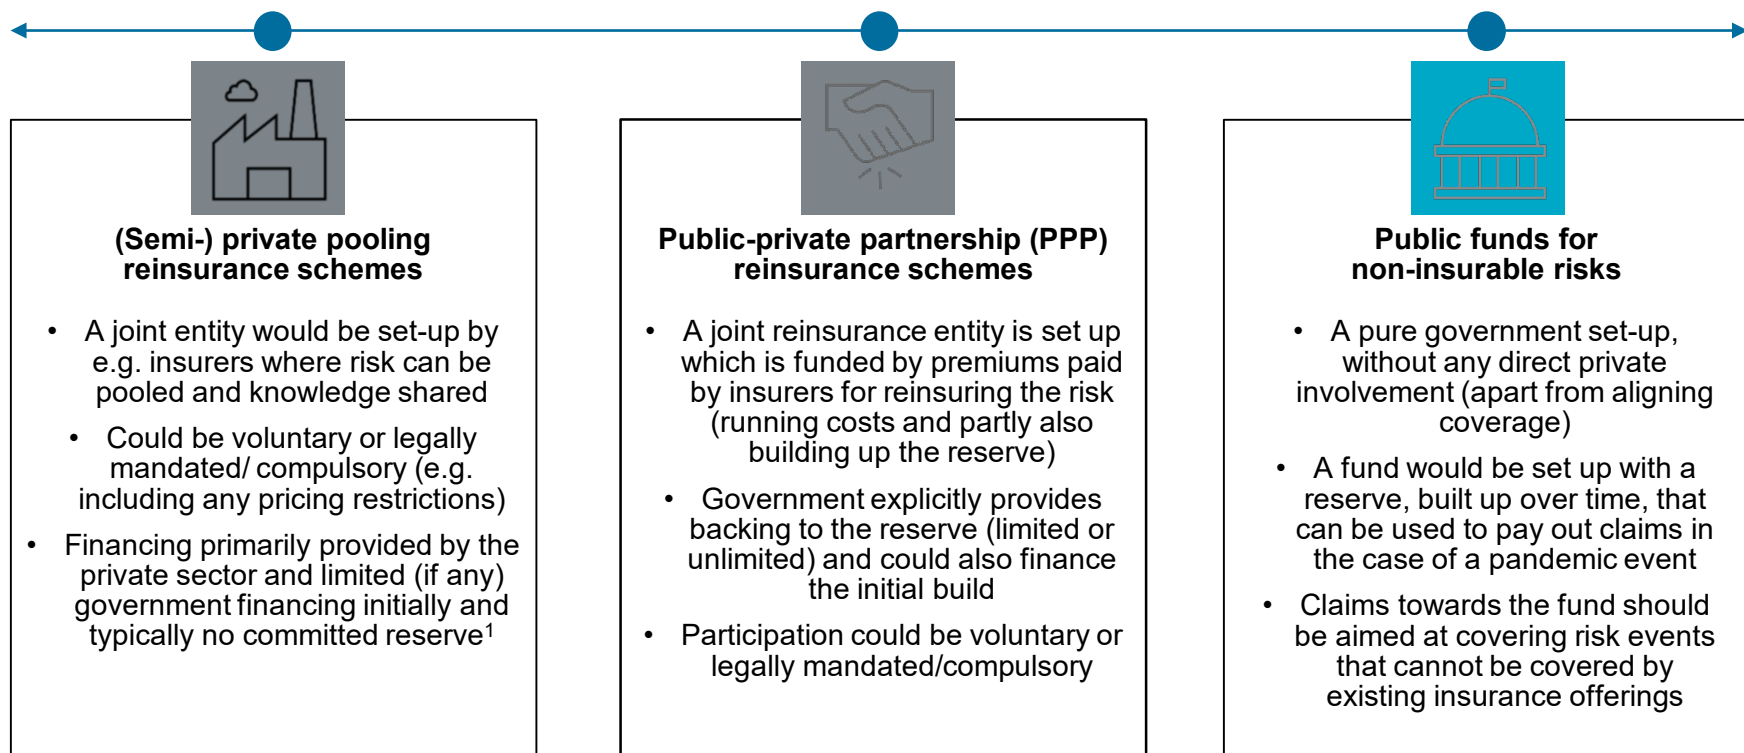 (Semi-) private pooling
reinsurance schemes
• A joint entity would be set-up by
e.g. insurers where risk can be
pooled and knowledge shared
• Could be voluntary or legally
mandated/ compulsory (e.g.
including any pricing restrictions)
• Financing primarily provided by the
private sector and limited (if any)
government financing initially and
typically no committed reserve¹
Public-private partnership (PPP)
reinsurance schemes
• A joint reinsurance entity is set up
which is funded by premiums paid
by insurers for reinsuring the risk
(running costs and partly also
building up the reserve)
• Government explicitly provides
backing to the reserve (limited or
unlimited) and could also finance
the initial build
• Participation could be voluntary or
legally mandated/compulsory
Public funds for
non-insurable risks
• A pure government set-up,
without any direct private
involvement (apart from aligning
coverage)
• A fund would be set up with a
reserve, built up over time, that
can be used to pay out claims in
the case of a pandemic event
• Claims towards the fund should
be aimed at covering risk events
that cannot be covered by
existing insurance offerings